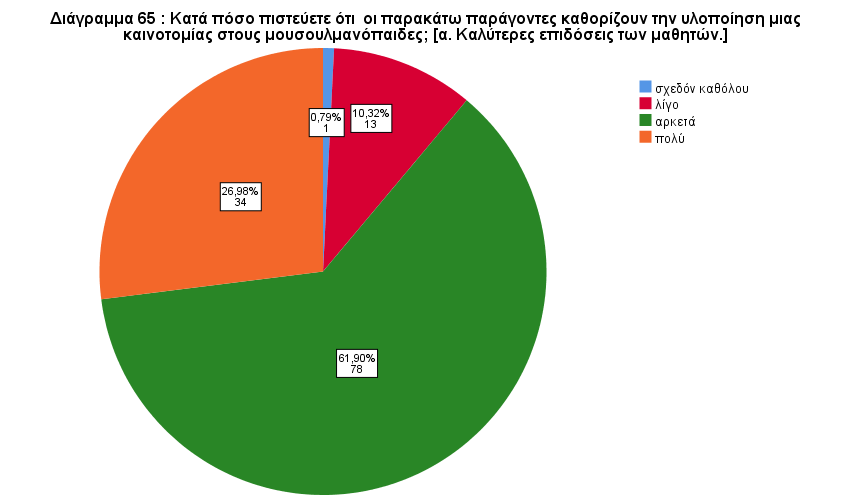 Διάγραμμα 65 : Κατά πόσο πιστεύετε ότι  οι παρακάτω παράγοντες καθορίζουν την υλοποίηση μιας
καινοτομίας στους μουσουλμανόπαιδες; [α. Καλύτερες επιδόσεις των μαθητών.]
σχεδόν καθόλου
λίγο
αρκετά
πολύ
0,79%
1
10,32%
13
26,98%
34
61,90%
78